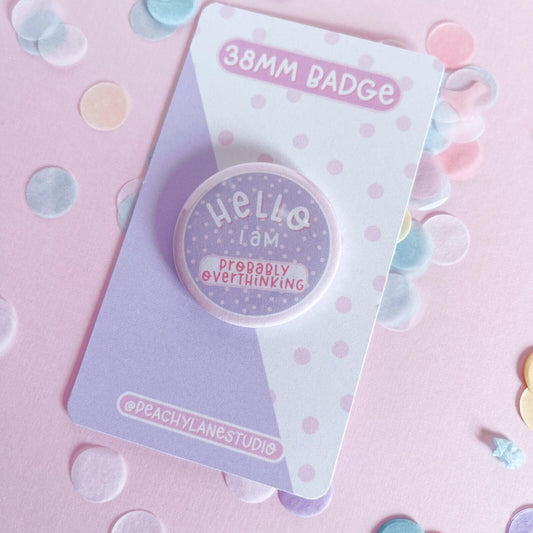 38MM BADGE
HELLO
I AM
PROBABLY
OVERTHINKING
@PEACHYLANESTUDIO